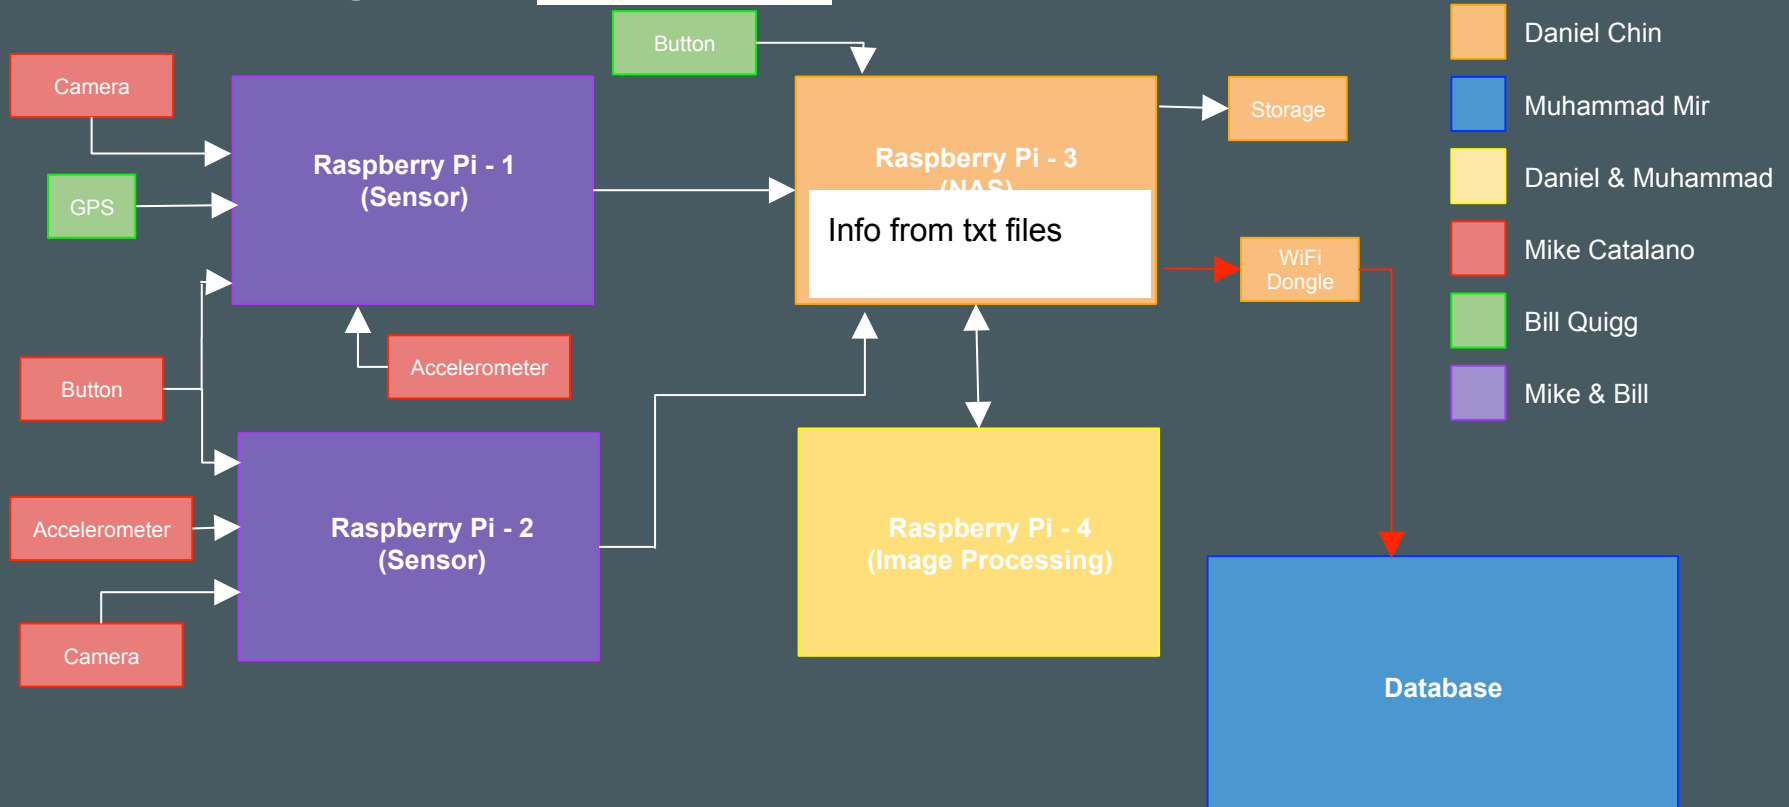 Button
Daniel Chin
Camera
Storage
Muhammad Mir
Raspberry Pi - 1
(Sensor)
Raspberry Pi - 3
(NAS)
Daniel & Muhammad
GPS
Info from txt files
Mike Catalano
WiFi
Dongle
Bill Quigg
Accelerometer
Button
Mike & Bill
Accelerometer
Raspberry Pi - 2
(Sensor)
Raspberry Pi - 4
(Image Processing)
Camera
Database